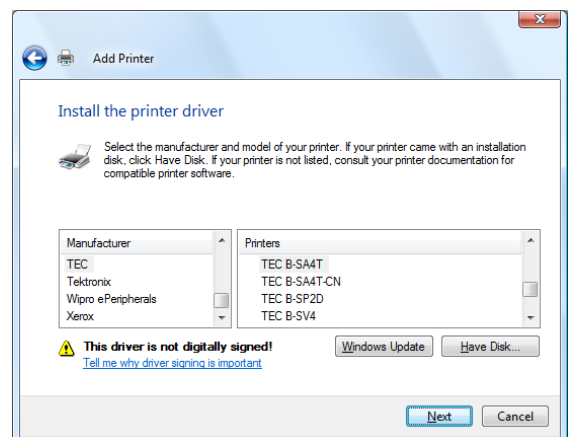 Add Printer
Install the printer driver
Select the manufacturer and model of your printer. If your printer came with an installation
disk, click Have Disk. If your printer is not listed, consult your printer documentation for
compatible printer software.
Manufacturer
TEC
Tektronix
Wipro ePeripherals
Xerox
Printers
TEC B-SA4T
TEC B-SA4T-CN
TEC B-SP2D
TEC B-SV4
This driver is not digitally signed!
Tell me why driver signing is important
Windows Update
Have Disk...
Next
Cancel